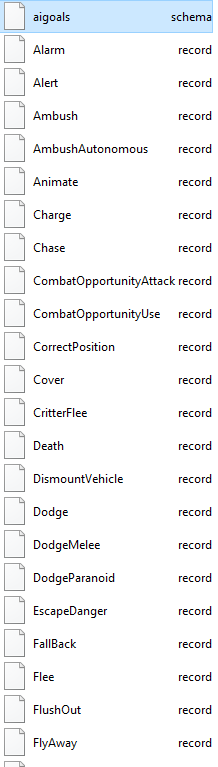 aigoals schema
Alarm record
Alert record
Ambush record
AmbushAutonomous record
Animate record
Charge record
Chase record
CombatOpportunityAttack record
CombatOpportunityUse record
CorrectPosition record
Cover record
CritterFlee record
Death record
DismountVehicle record
Dodge record
DodgeMelee record
DodgeParanoid record
EscapeDanger record
FallBack record
Flee record
FlushOut record
FlyAway record